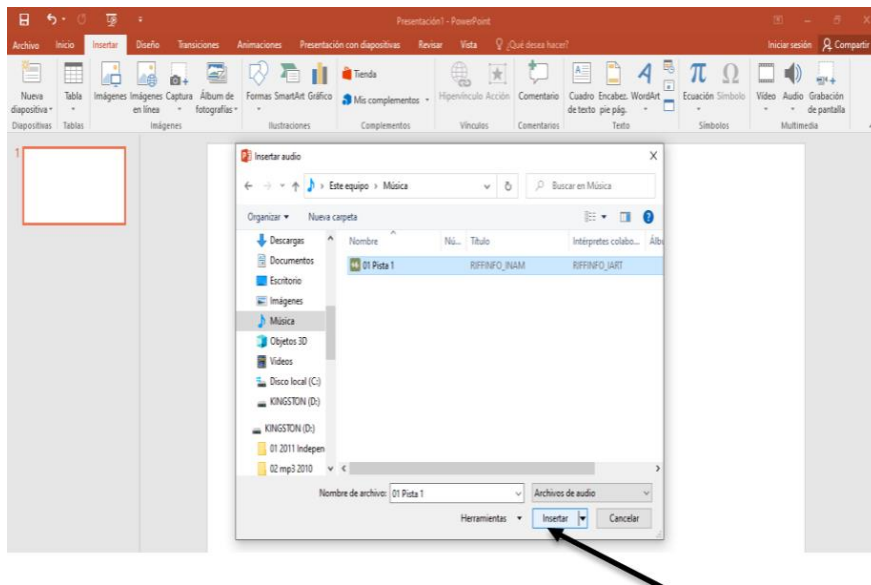 Presentación1 - PowerPoint
Archivo Inicio Insertar Diseño Transiciones Animaciones Presentación con diapositivas Revisar Vista ¿Qué desea hacer? Iniciar sesión Compartir
Nueva diapositiva
Tabla
Imágenes
Imágenes en línea
Captura
Álbum de fotografías
Formas SmartArt Gráfico
Tienda
Mis complementos
Hipervínculo Acción
Comentario
Cuadro de texto
Encabez. pie pág.
WordArt
Ecuación Símbolo
Vídeo Audio
Grabación de pantalla
Diapositivas Tablas Imágenes Ilustraciones Complementos Vínculos Comentarios Texto Símbolos Multimedia
1
Insertar audio X
Este equipo > Música
Buscar en Música
Organizar Nueva carpeta
Nombre Nú... Título Intérpretes colabo...
01 Pista 1 RIFFINFO_INAM RIFFINFO_IART
Descargas
Documentos
Escritorio
Imágenes
Música
Objetos 3D
Videos
Disco local (C:)
KINGSTON (D:)
KINGSTON (D:)
01 2011 Indepen
02 mp3 2010
Nombre de archivo: 01 Pista 1 Archivos de audio
Herramientas Insertar Cancelar